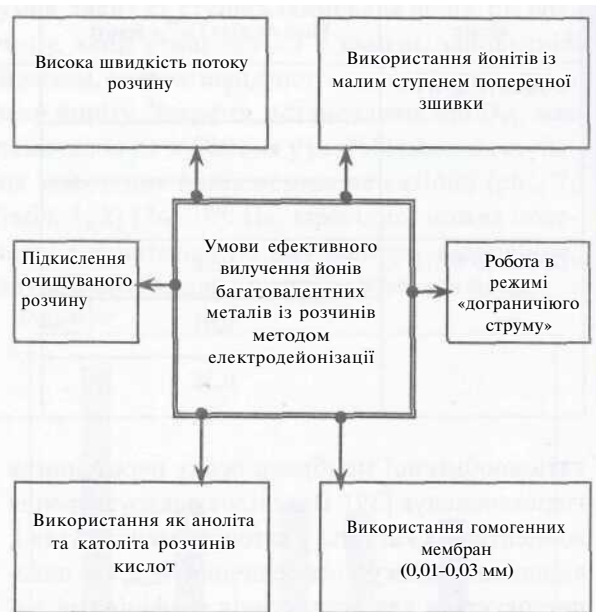 Висока швидкість потоку
розчину
Використання йонітів із
малим ступенем поперечної
зшивки
Підкислення
очищуваного
розчину
Умови ефективного
вилучення йонів
багатовалентних
металів із розчинів
методом
електродейонізації
Робота в
режимі
«дограничіого
струму»
Використання як аноліта
та католіта розчинів
кислот
Використання гомогенних
мембран
(0,01-0,03 мм)